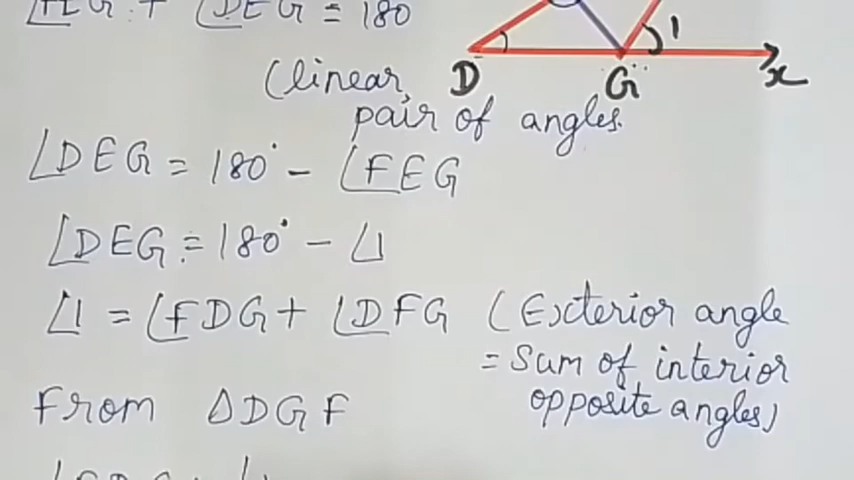 ∠FEG + ∠DEG = 180
1
D G x
(linear
pair of angles.
∠DEG = 180° - ∠FEG
∠DEG = 180° - ∠1
∠1 = ∠FDG + ∠DFG (Exterior angle
= Sum of interior
opposite angles)
From ΔDGF